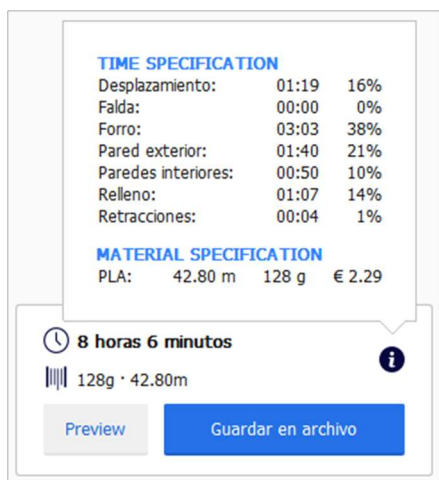 TIME SPECIFICATION
Desplazamiento: 01:19 16%
Falda: 00:00 0%
Forro: 03:03 38%
Pared exterior: 01:40 21%
Paredes interiores: 00:50 10%
Relleno: 01:07 14%
Retracciones: 00:04 1%
MATERIAL SPECIFICATION
PLA: 42.80 m 128 g € 2.29
8 horas 6 minutos
128g · 42.80m
Preview Guardar en archivo